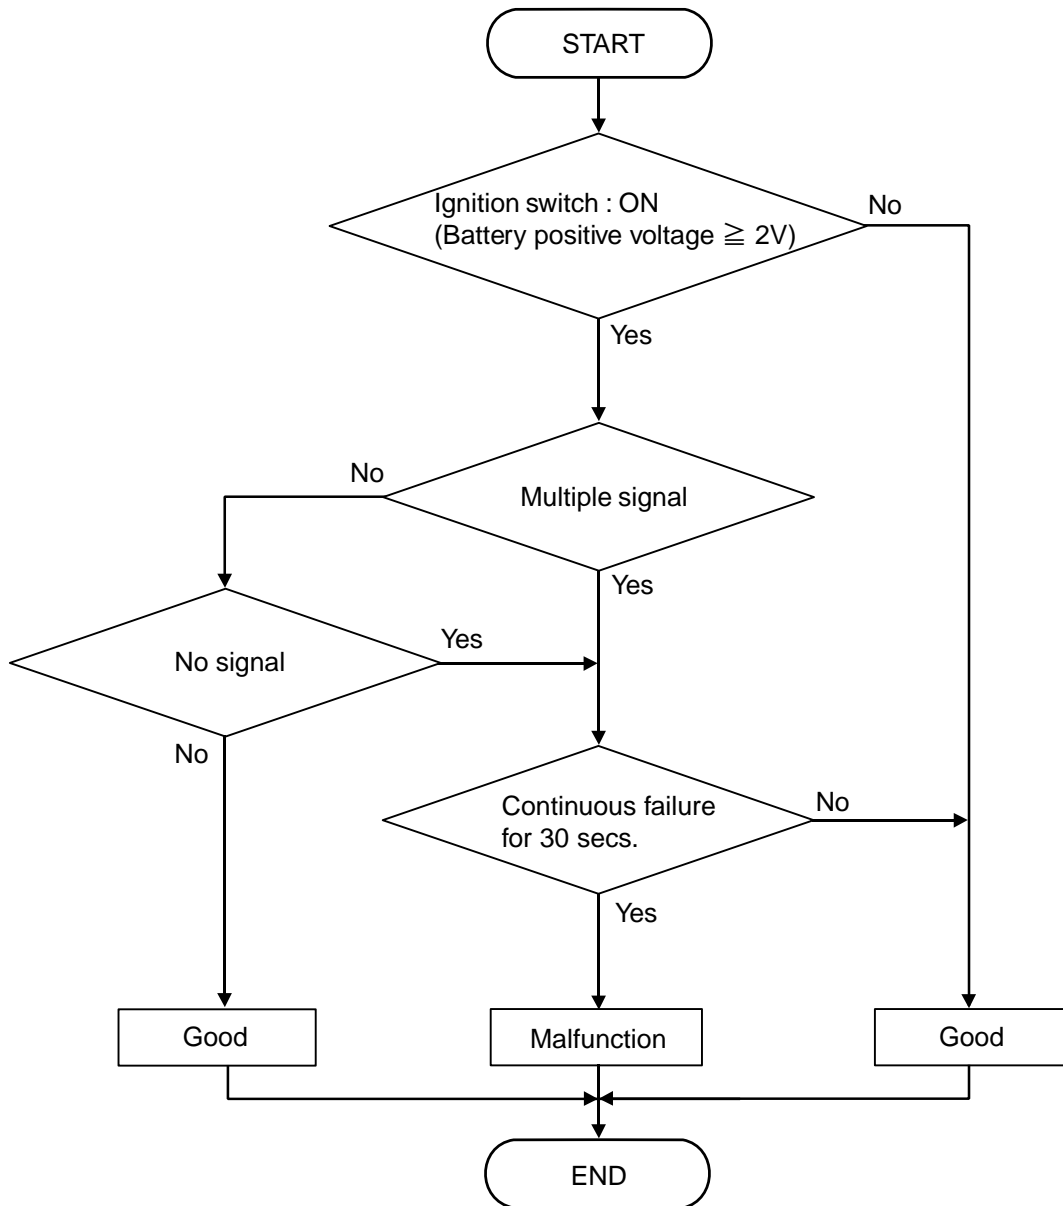 START
Ignition switch : ON
(Battery positive voltage ≧ 2V)
No
Yes
No
Multiple signal
Yes
No signal
Yes
No
Continuous failure
for 30 secs.
No
Yes
Good
Malfunction
Good
END